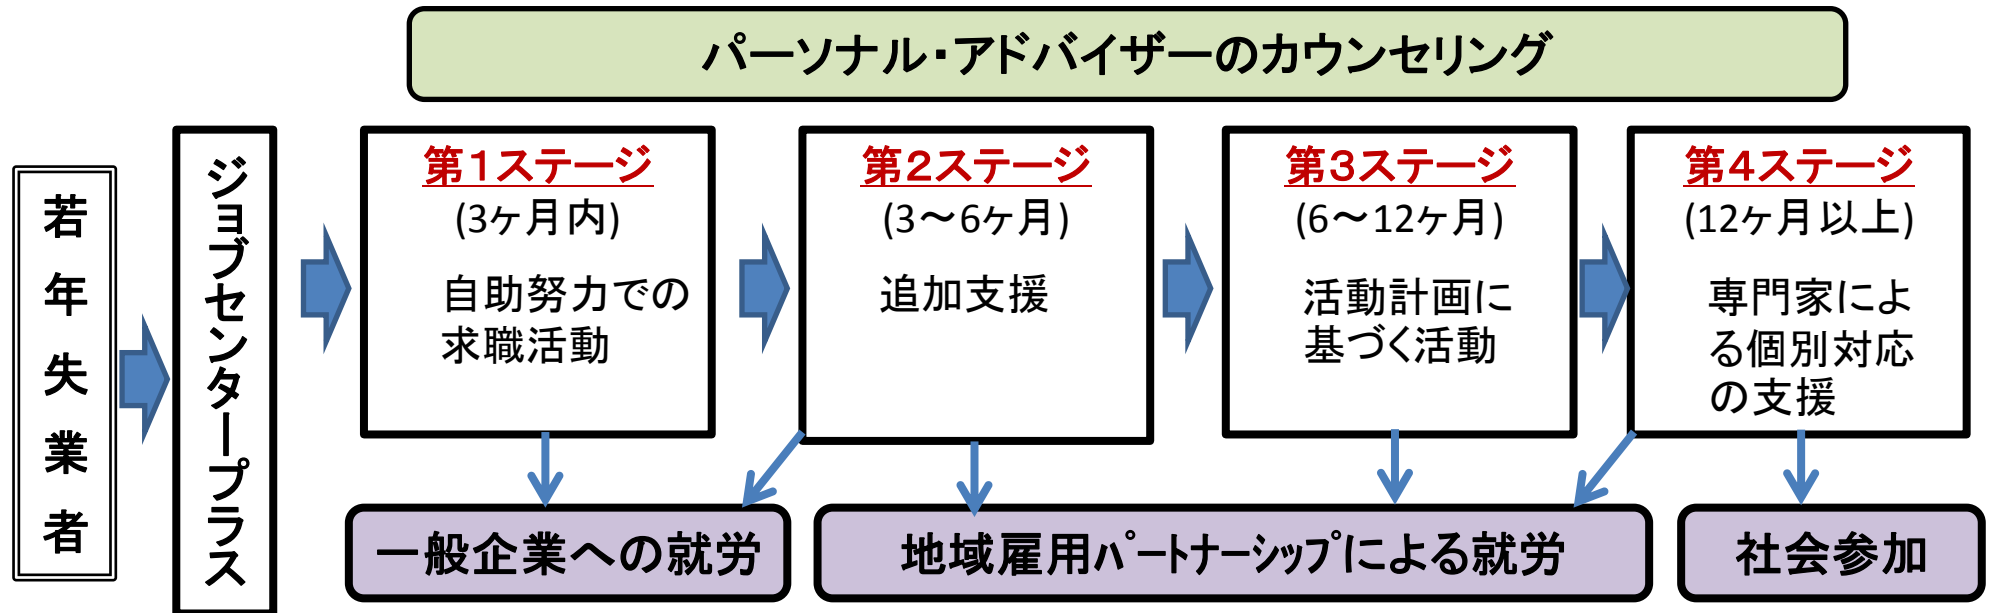 パーソナル・アドバイザーのカウンセリング
若年失業者
ジョブセンタープラス
第1ステージ
(3ヶ月内)
自助努力での
求職活動
第2ステージ
(3～6ヶ月)
追加支援
第3ステージ
(6～12ヶ月)
活動計画に
基づく活動
第4ステージ
(12ヶ月以上)
専門家によ
る個別対応
の支援
一般企業への就労
地域雇用ﾊﾟｰﾄﾅｰｼｯﾌﾟによる就労
社会参加